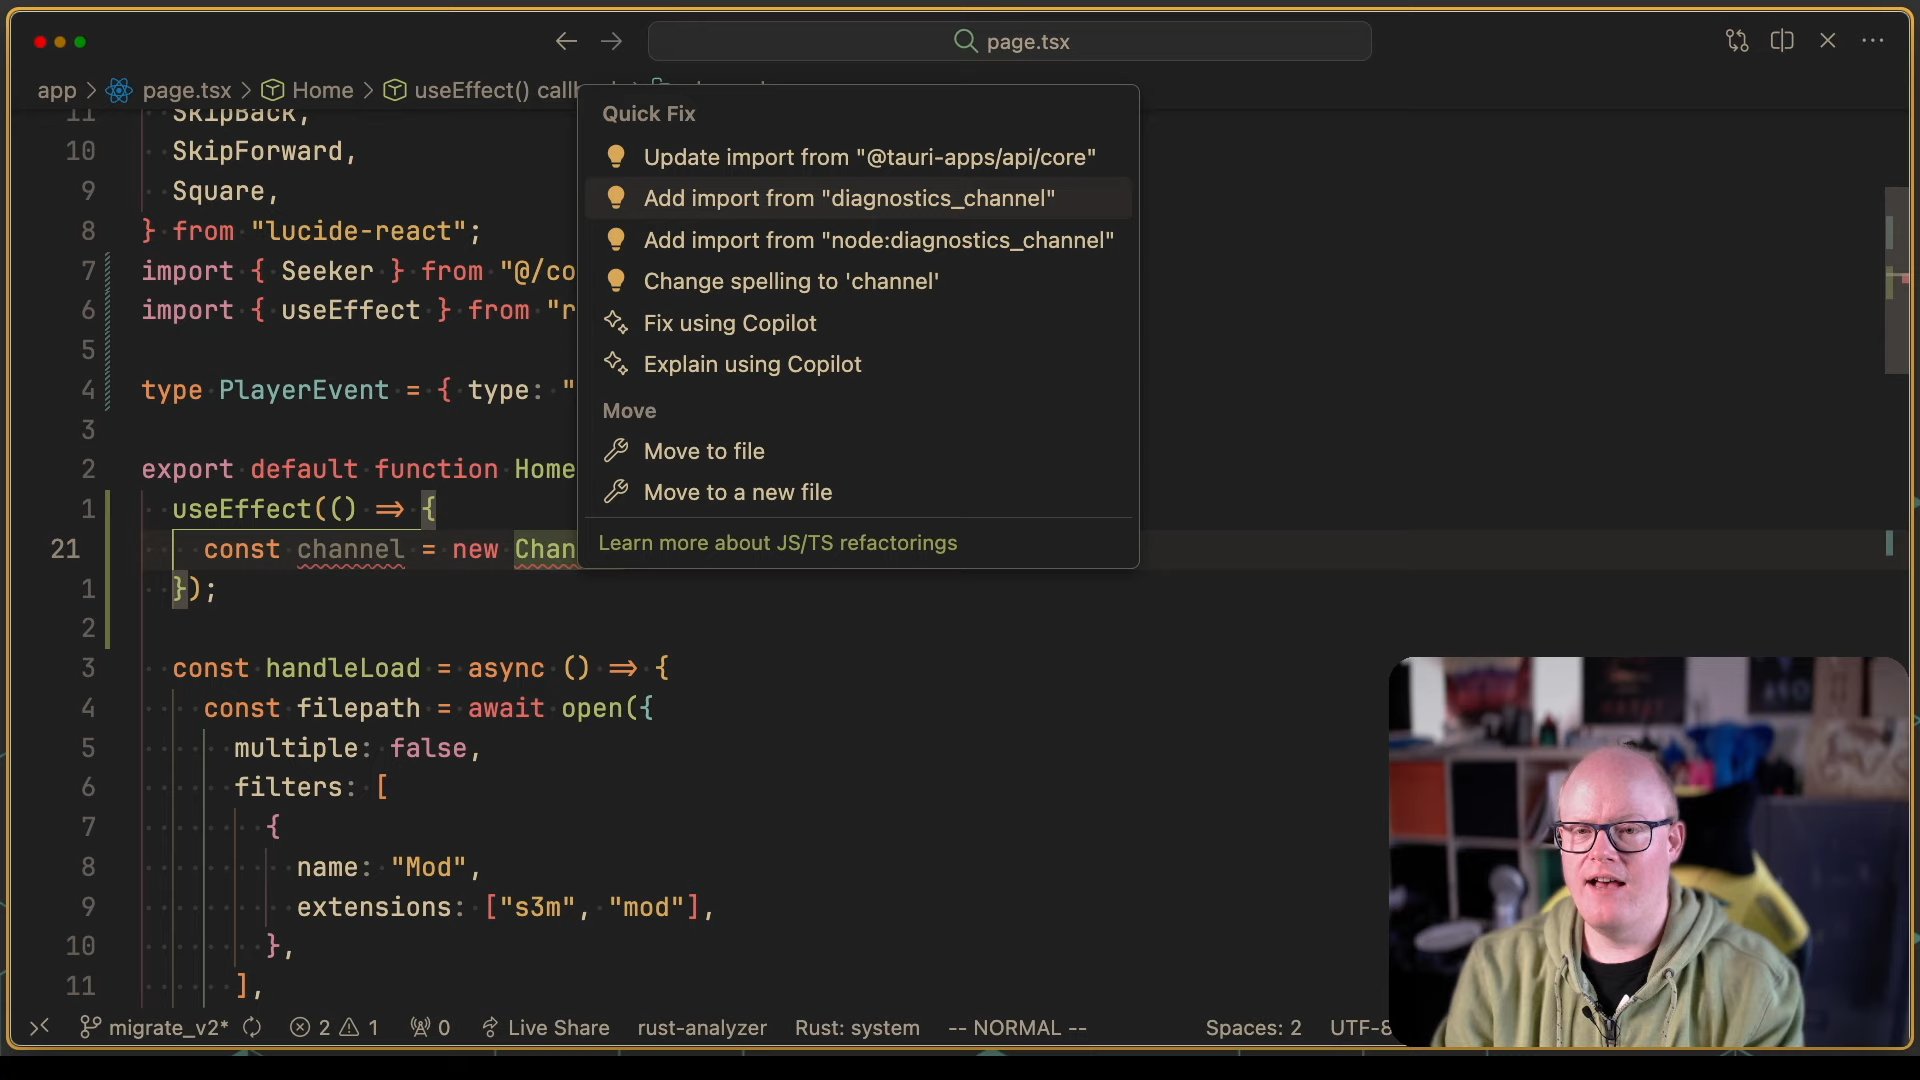 page.tsx
app > page.tsx > Home > useEffect() call
11 SkipBack,
10 SkipForward,
9 Square,
8 } from "lucide-react";
7 import { Seeker } from "@/co
6 import { useEffect } from "r
5
4 type PlayerEvent = { type: "
3
2 export default function Home
1 useEffect(() => {
21 const channel = new Chan
1 });
2
3 const handleLoad = async () => {
4 const filepath = await open({
5 multiple: false,
6 filters: [
7 {
8 name: "Mod",
9 extensions: ["s3m", "mod"],
10 },
11 ],
Quick Fix
Update import from "@tauri-apps/api/core"
Add import from "diagnostics_channel"
Add import from "node:diagnostics_channel"
Change spelling to 'channel'
Fix using Copilot
Explain using Copilot
Move
Move to file
Move to a new file
Learn more about JS/TS refactorings
migrate_v2* 2 1 0 Live Share rust-analyzer Rust: system -- NORMAL -- Spaces: 2 UTF-8